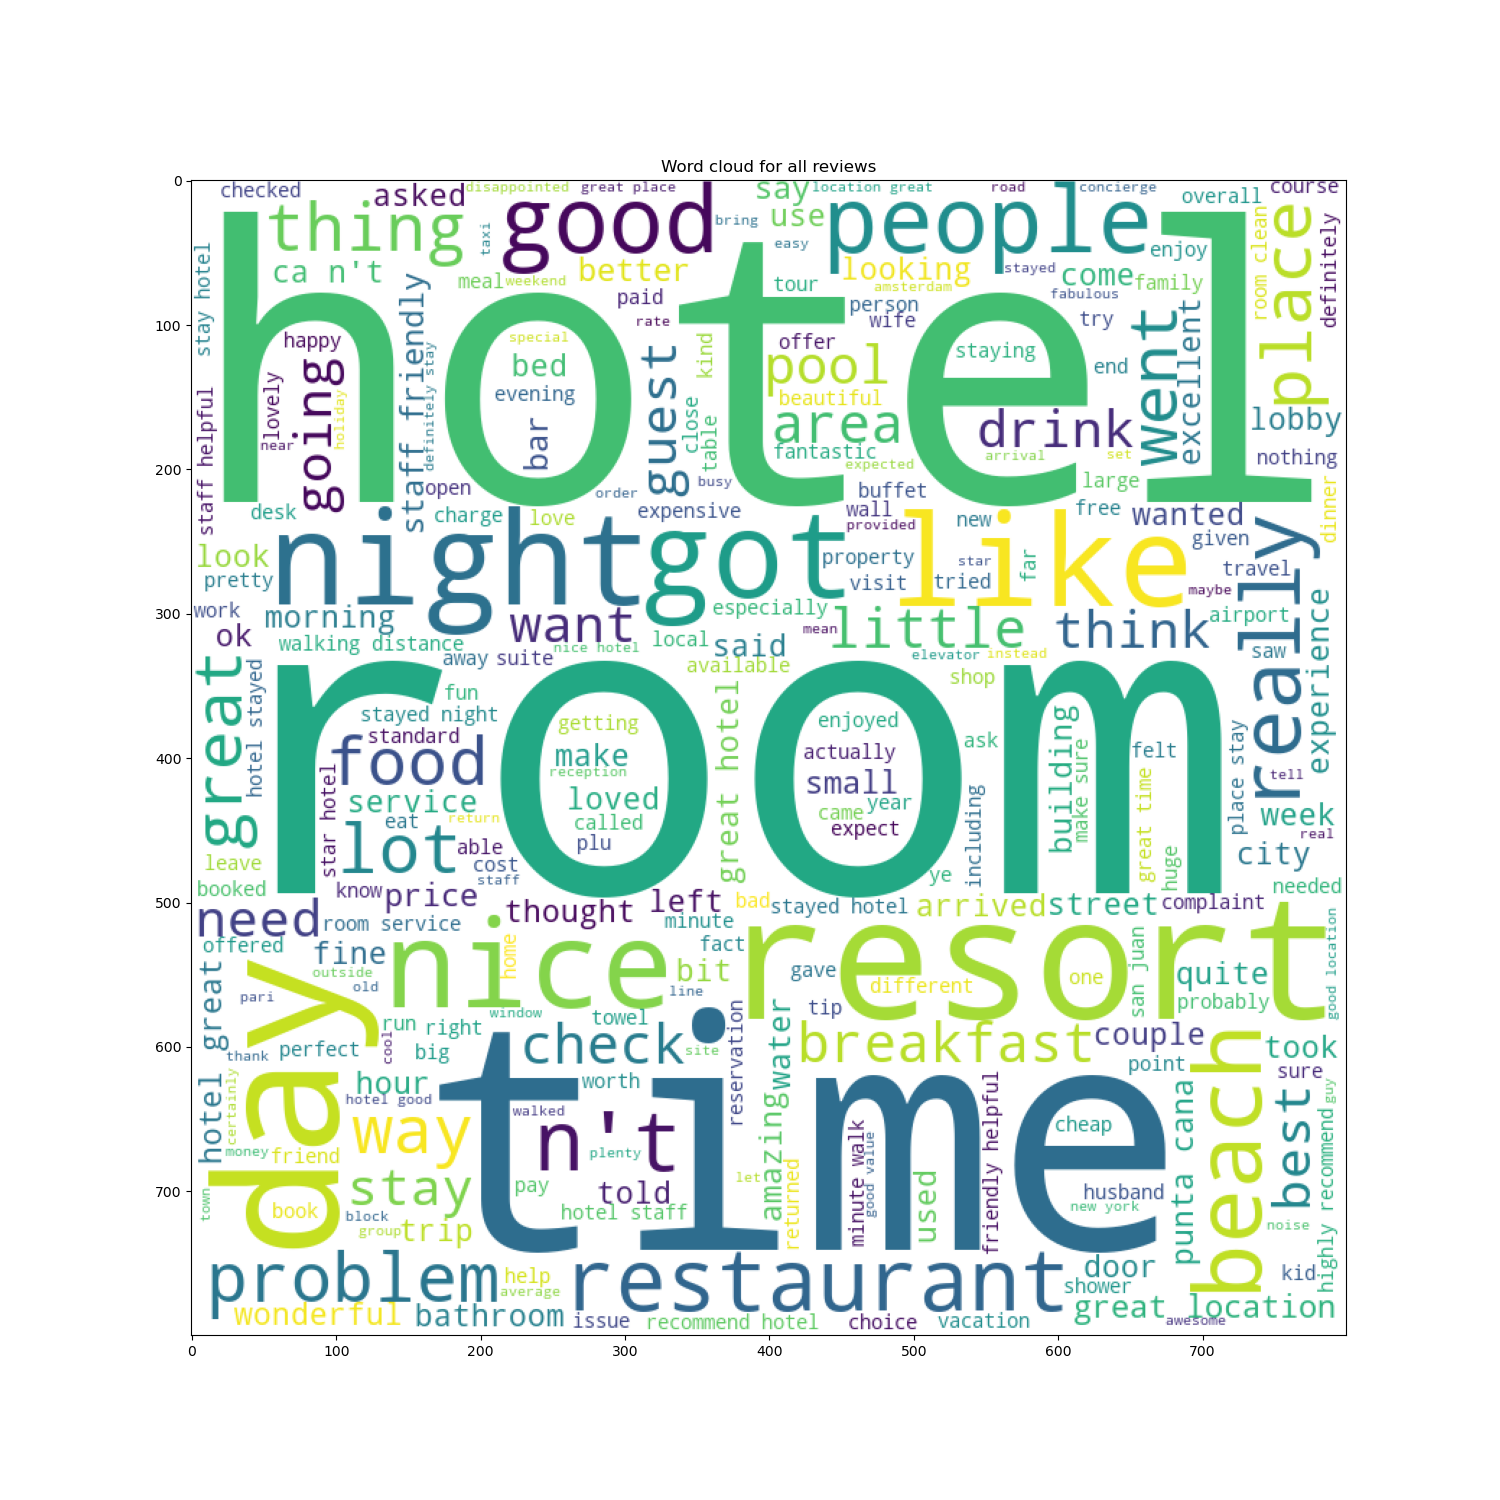 Word cloud for all reviews
0
100
200
300
400
500
600
700
0
100
200
300
400
500
600
700
checked
asked
disappointed
great place
say
location great
road
concierge
overall
course
thing
taxi
good
bring
use
people
enjoy
room clean
place
definitely
stay hotel
ca n't
staff friendly
meal
weekend
better
paid
rate
easy
tour
looking
amsterdam
stayed
come
family
fabulous
person
wife
try
hotel
happy
special
bed
evening
bar
guest
kind
close
table
offer
pool
beautiful
area
fantastic
staying
end
went
excellent
drink
lobby
nothing
staff helpful
lovely
near
going
holiday
definitely stay
open
order
busy
expected
arrival
set
buffet
large
dinner
desk
charge
love
expensive
wall
provided
new
free
wanted
given
look
pretty
night
got
property
visit
star
tried
like
far
maybe
travel
really
work
morning
ok
walking distance
want
especially
local
said
mean
little
think
airport
saw
experience
away
suite
nice hotel
available
elevator
instead
shop
great
hotel stayed
room
fun
stayed night
standard
food
getting
make
reception
loved
called
plu
great hotel
enjoyed
actually
small
year
came
expect
ask
including
building
make sure
felt
great time
huge
place stay
tell
week
real
city
star hotel
service
eat
return
lot
able
cost
staff
leave
booked
know
price
ye
needed
need
room service
thought
left
bad
stayed hotel
arrived
street
complaint
minute
offered
fine
outside
old
nice
home
fact
bit
line
resort
gave
different
one
tip
san juan
quite
probably
good location
hotel great
pari
day
run
right
window
towel
check
site
reservation
water
breakfast
couple
took
thank
perfect
cool
big
point
sure
hour
hotel good
worth
time
certainly
money
friend
way
walked
n't
plenty
amazing
minute walk
good value
friendly helpful
cheap
punta cana
beach
best
guy
highly recommend
town
book
stay
pay
told
let
returned
used
husband
new york
block
group
trip
hotel staff
noise
problem
help
average
restaurant
door
shower
kid
wonderful
bathroom
issue
recommend hotel
choice
vacation
great location
awesome